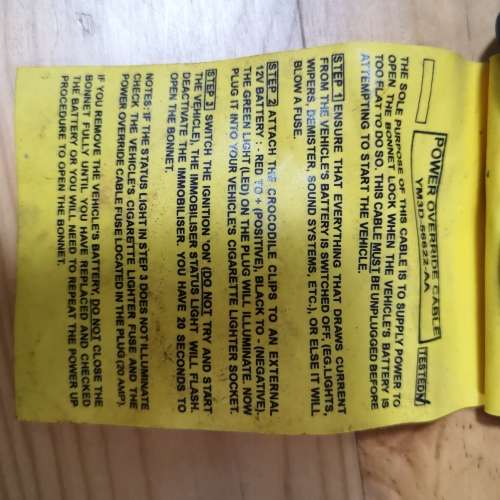 POWER OVERRIDE CABLE
YM3D-56822-AA
TESTED
THE SOLE PURPOSE OF THIS CABLE IS TO SUPPLY POWER TO
OPEN THE BONNET LOCK WHEN THE VEHICLE'S BATTERY IS
TOO FLAT TO DO SO. THIS CABLE MUST BE UNPLUGGED BEFORE
ATTEMPTING TO START THE VEHICLE.
STEP 1 ENSURE THAT EVERYTHING THAT DRAWS CURRENT
FROM THE VEHICLE'S BATTERY IS SWITCHED OFF, (EG.LIGHTS,
WIPERS, DEMISTER, SOUND SYSTEMS, ETC.), OR ELSE IT WILL
BLOW A FUSE.
STEP 2 ATTACH THE CROCODILE CLIPS TO AN EXTERNAL
12V BATTERY : - RED TO + (POSITIVE), BLACK TO - (NEGATIVE).
THE GREEN LIGHT (LED) ON THE PLUG WILL ILLUMINATE. NOW
PLUG IT INTO YOUR VEHICLE'S CIGARETTE LIGHTER SOCKET.
STEP 3 SWITCH THE IGNITION 'ON' (DO NOT TRY AND START
THE VEHICLE), THE IMMOBILISER STATUS LIGHT WILL FLASH.
DEACTIVATE THE IMMOBILISER. YOU HAVE 20 SECONDS TO
OPEN THE BONNET.
NOTES: IF THE STATUS LIGHT IN STEP 3 DOES NOT ILLUMINATE
CHECK THE VEHICLE'S CIGARETTE LIGHTER FUSE AND THE
POWER OVERRIDE CABLE FUSE LOCATED IN THE PLUG (20 AMP).
IF YOU REMOVE THE VEHICLE'S BATTERY DO NOT CLOSE THE
BONNET FULLY UNTIL YOU HAVE REPLACED AND CHECKED
THE BATTERY OR YOU WILL NEED TO REPEAT THE POWER UP
PROCEDURE TO OPEN THE BONNET.